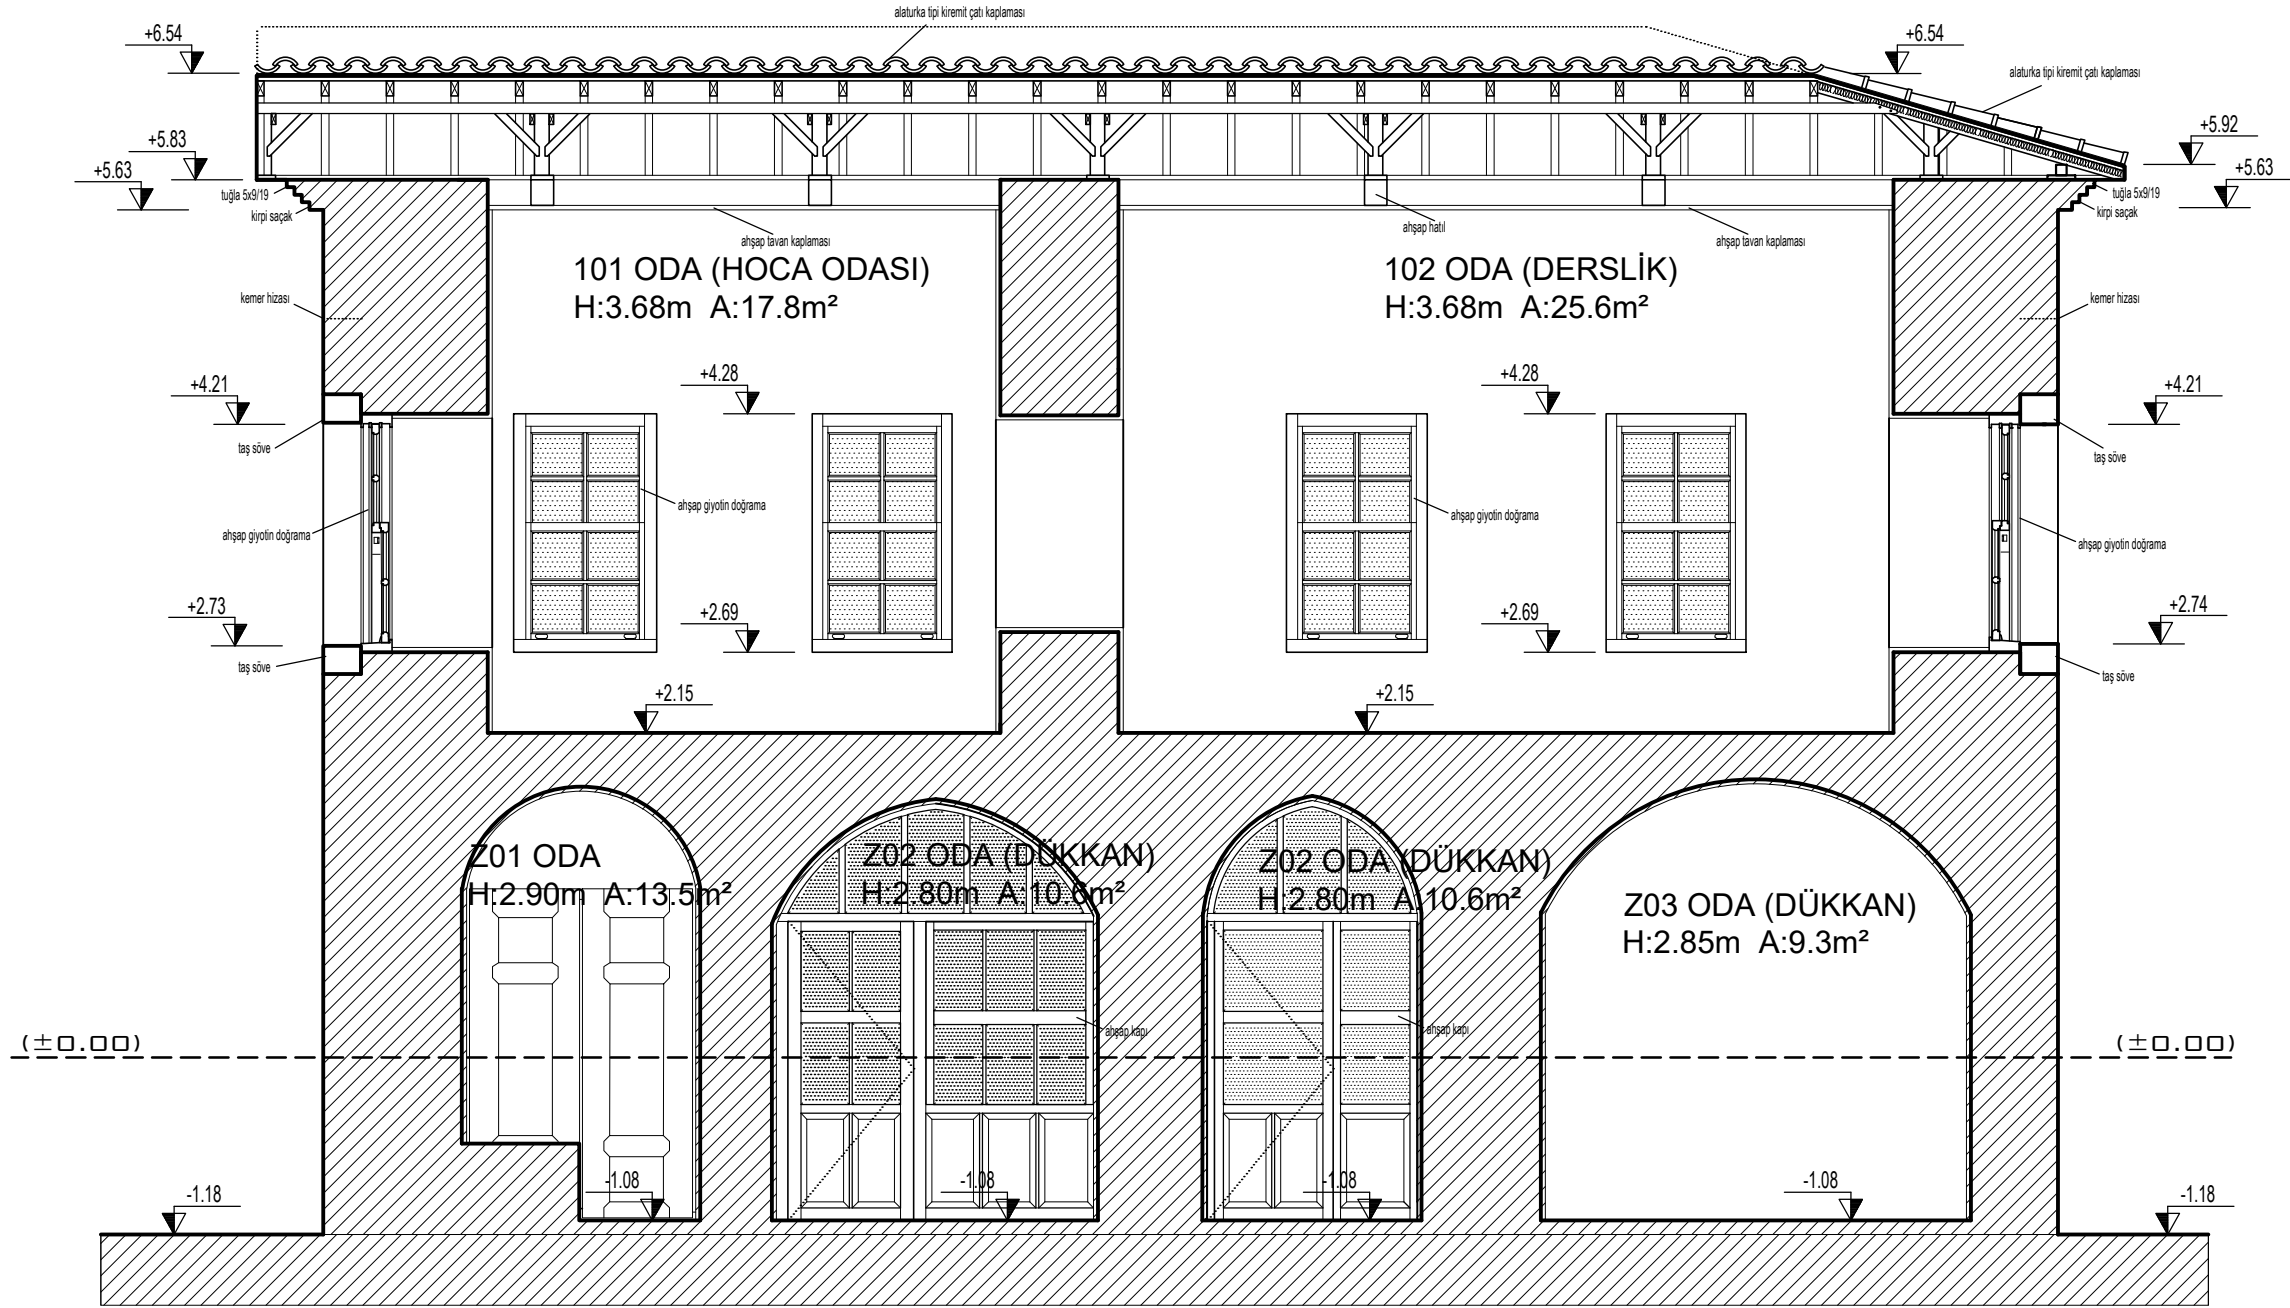 alaturka tipi kiremit çatı kaplaması
+6.54
+6.54
alaturka tipi kiremit çatı kaplaması
+5.83
+5.92
+5.63
+5.63
tuğla 5x9/19
kirpi saçak
tuğla 5x9/19
kirpi saçak
ahşap tavan kaplaması
ahşap hatıl
ahşap tavan kaplaması
101 ODA (HOCA ODASI)
H:3.68m A:17.8m²
102 ODA (DERSLİK)
H:3.68m A:25.6m²
kemer hizası
kemer hizası
+4.21
+4.28
+4.28
+4.21
taş söve
taş söve
ahşap giyotin doğrama
ahşap giyotin doğrama
ahşap giyotin doğrama
ahşap giyotin doğrama
+2.73
+2.69
+2.69
+2.74
taş söve
taş söve
+2.15
+2.15
Z01 ODA
H:2.90m A:13.5m²
Z02 ODA (DÜKKAN)
H:2.80m A:10.6m²
Z02 ODA (DÜKKAN)
H:2.80m A:10.6m²
Z03 ODA (DÜKKAN)
H:2.85m A:9.3m²
ahşap kapı
ahşap kapı
(±0.00)
(±0.00)
-1.18
-1.08
-1.08
-1.08
-1.08
-1.18